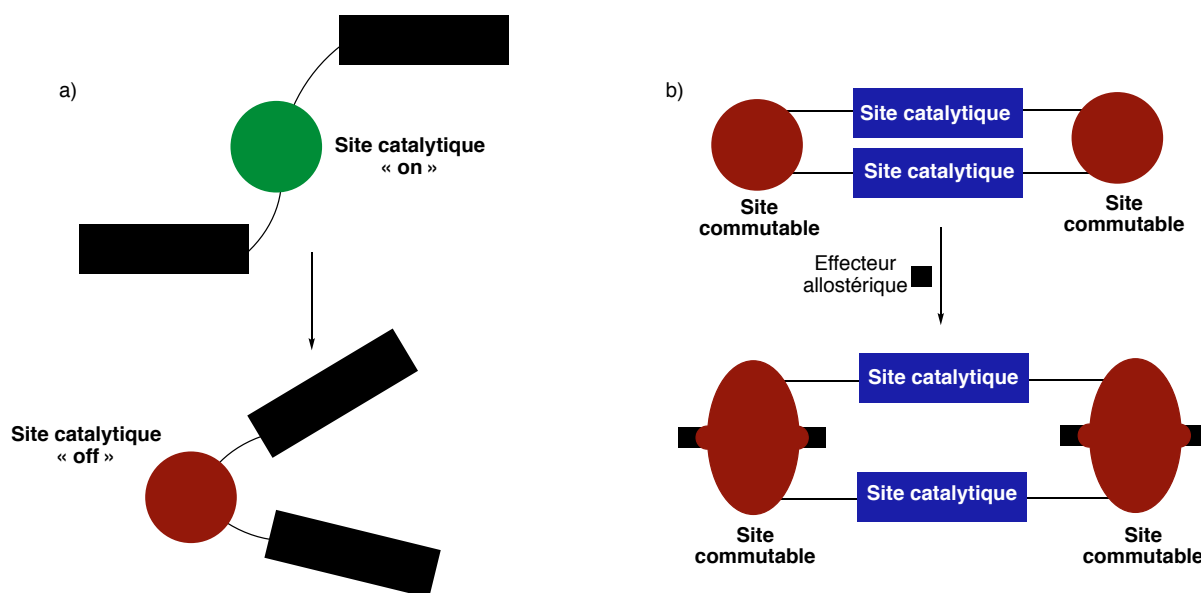 a)
Site catalytique
« on »
Site catalytique
« off »
b)
Site catalytique
Site catalytique
Site
commutable
Site
commutable
Effecteur
allostérique
Site catalytique
Site catalytique
Site
commutable
Site
commutable